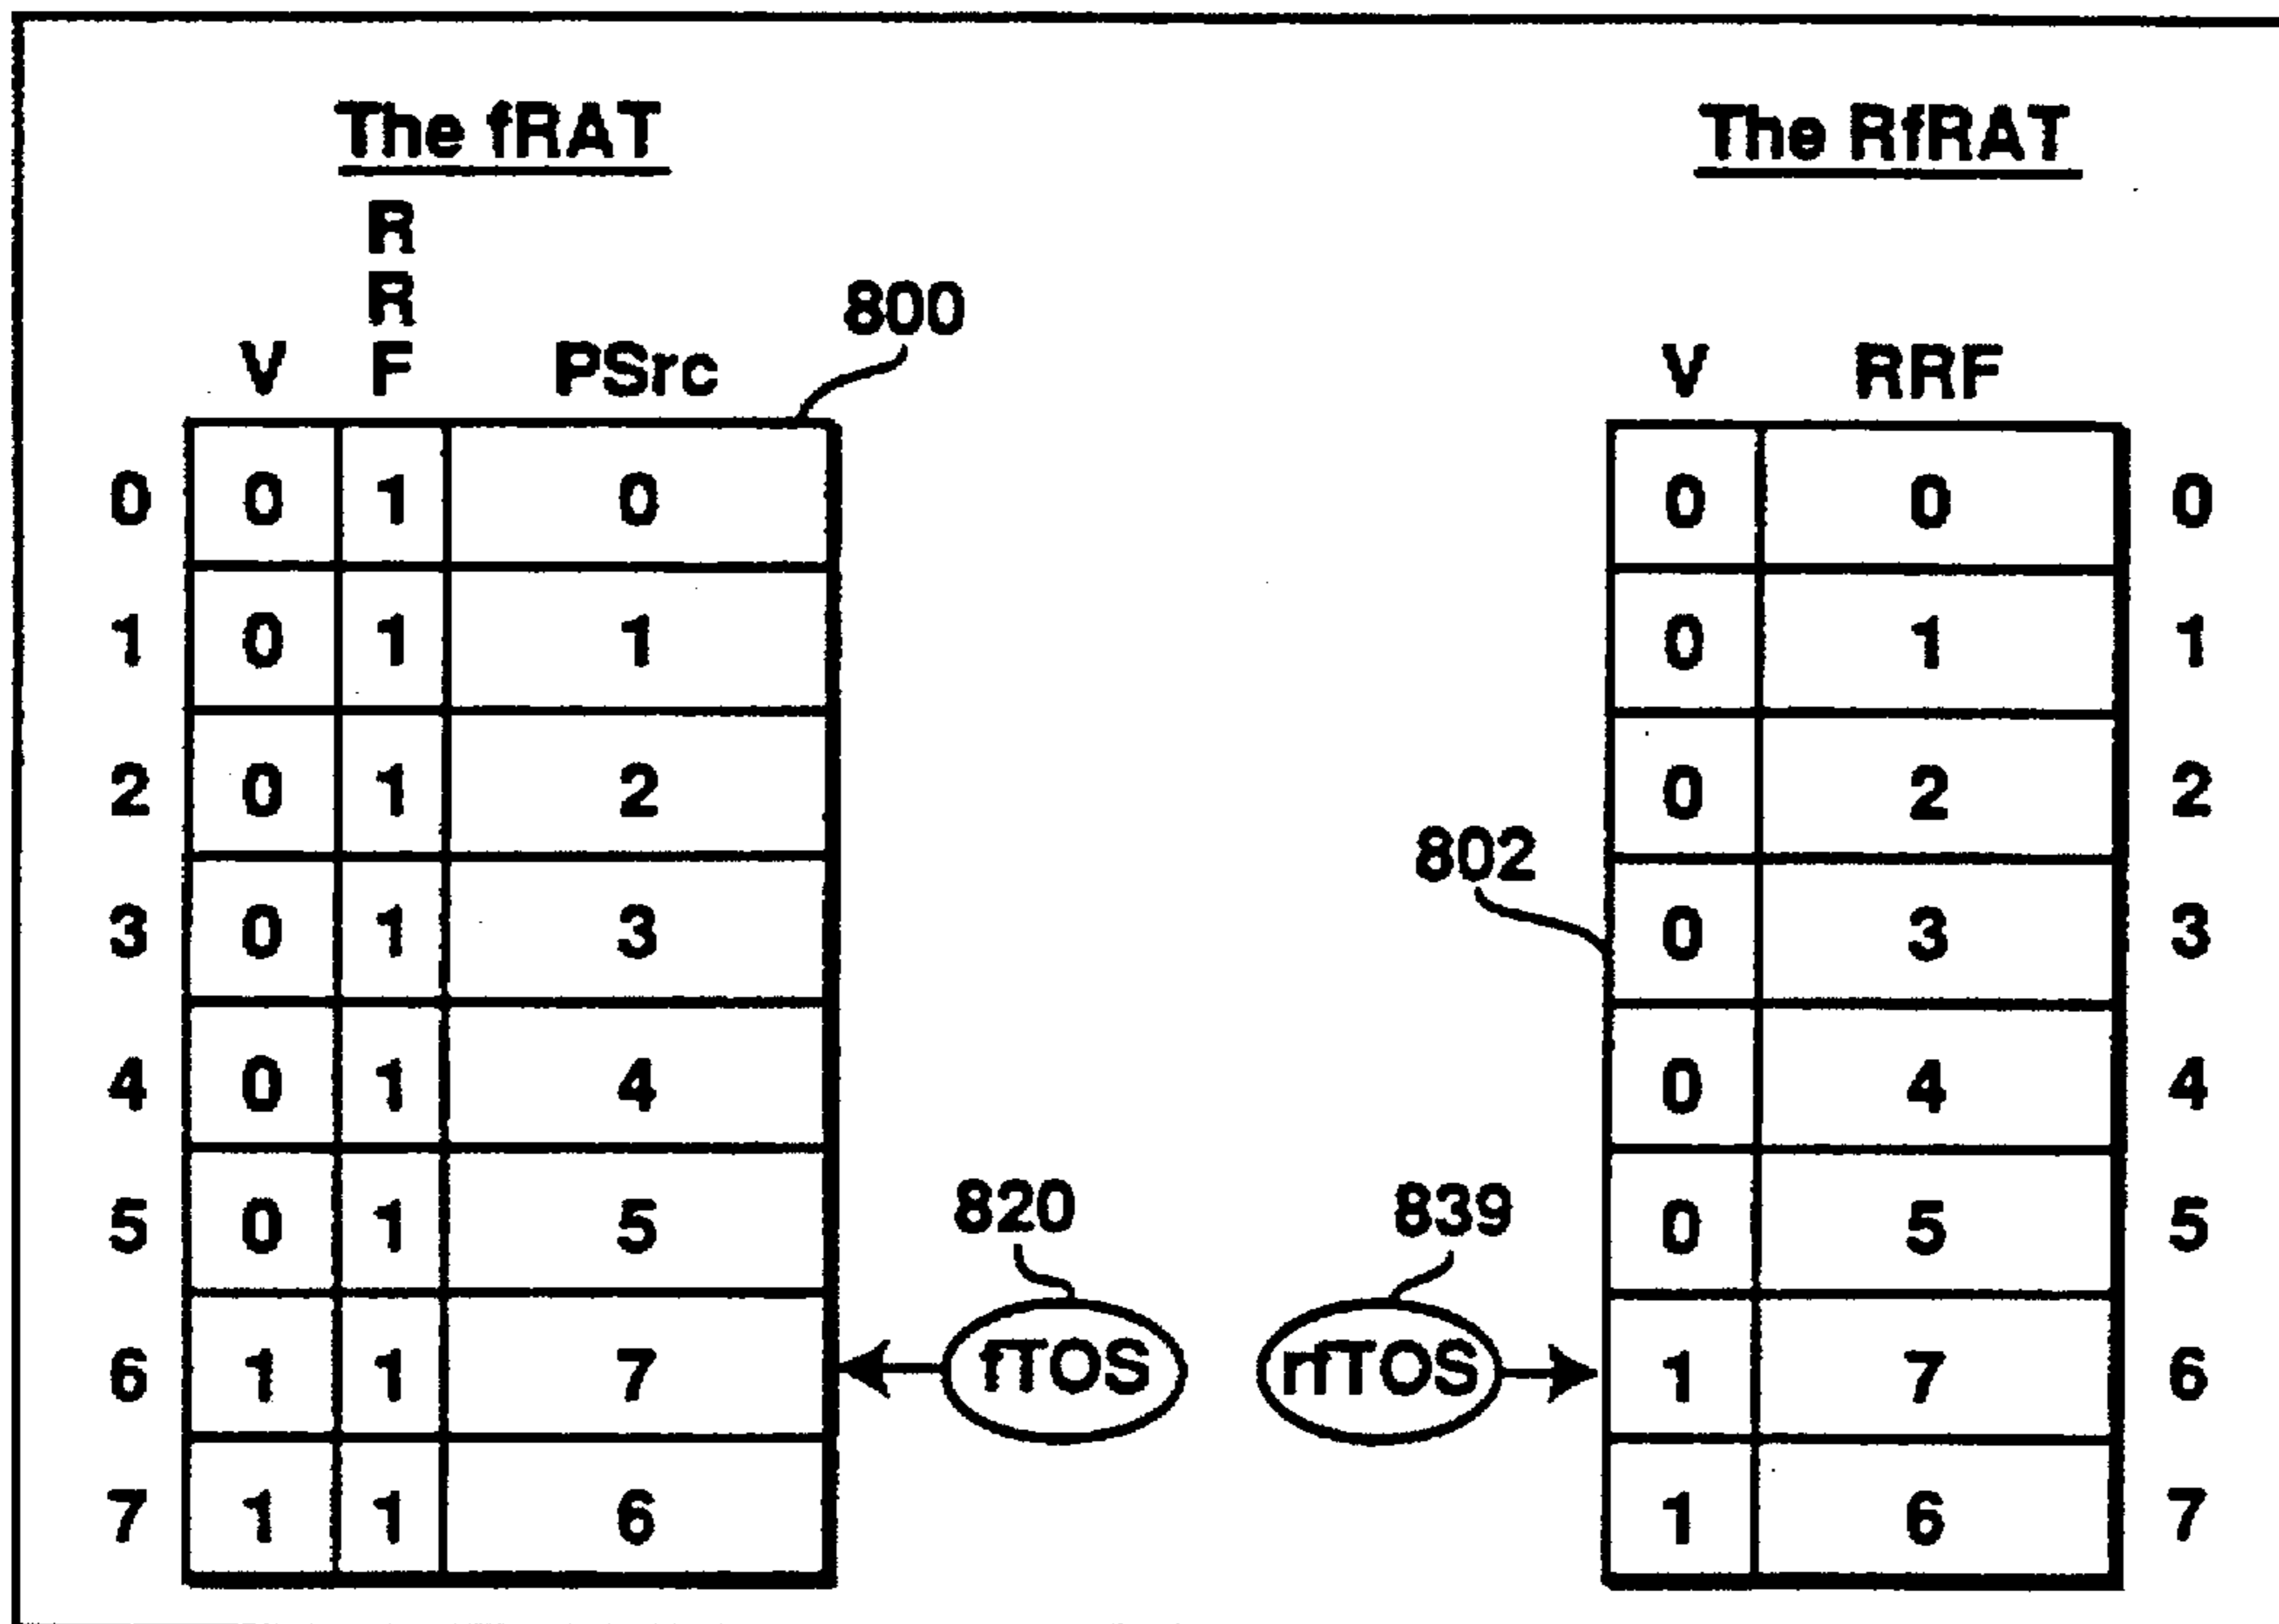 The fRAT
The RfRAT
R
R
800
V F PSrc
V RRF
0 0 1 0
0 0 0
1 0 1 1
0 1 1
2 0 1 2
0 2 2
802
3 0 1 3
0 3 3
4 0 1 4
0 4 4
820 839
5 0 1 5
0 5 5
6 1 1 7
fTOS
rfTOS
1 7 6
7 1 1 6
1 6 7